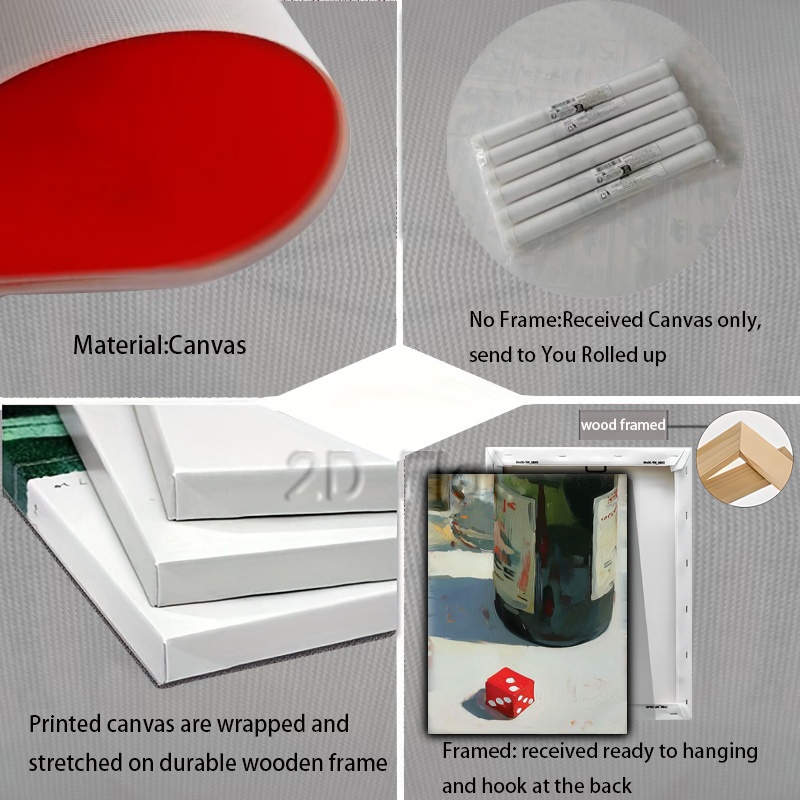 Material:Canvas
No Frame:Received Canvas only,
send to You Rolled up
2D
wood framed
Printed canvas are wrapped and
stretched on durable wooden frame
Framed: received ready to hanging
and hook at the back